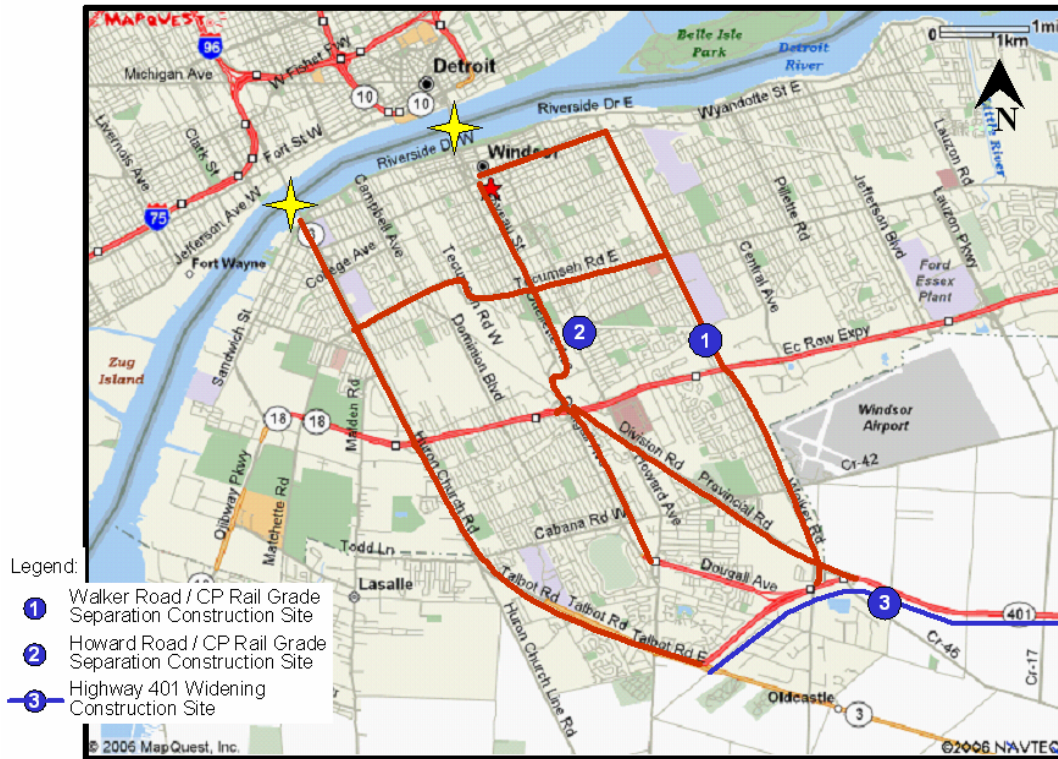 MAPQUEST
96
W Fisher Fwy
Michigan Ave
Detroit
10
10
Belle Isle
Park
Detroit
River
0
1mi
1km
N
Livernois Ave
Clark St
Fort St W
Riverside Dr E
Wyandotte St E
Riverside Dr W
Windsor
75
Jefferson Ave W
Fort Wayne
Campbell Ave
College Ave
Tecumseh Rd W
Tecumseh Rd E
Dominion Blvd
Pillette Rd
Central Ave
Jefferson Blvd
Lauzon Rd
Lauzon Pkwy
Ford
Essex
Plant
Zug
Island
Sandwich St
Malden Rd
2
1
Ec Row Expy
18
18
Windsor
Airport
Cr-42
Huron Church Rd
Division Rd
Provincial Rd
Howard Ave
Walker Rd
Ojibway Pkwy
Matchette Rd
Cabana Rd W
Todd Ln
Lasalle
Dougall Ave
Talbot Rd
Talbot Rd
Talbot Rd E
Huron Church Line Rd
3
401
Cr-46
Cr-17
Oldcastle
3
Legend:
1 Walker Road / CP Rail Grade
Separation Construction Site
2 Howard Road / CP Rail Grade
Separation Construction Site
3 Highway 401 Widening
Construction Site
© 2006 MapQuest, Inc.
©2006 NAVTEQ